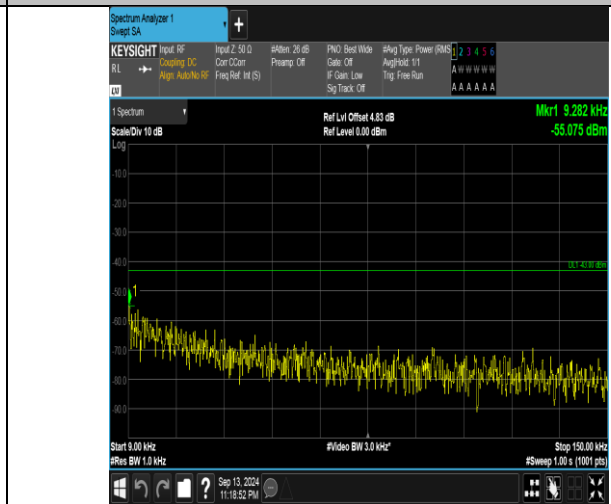 Spectrum Analyzer 1
Swept SA
+
KEYSIGHT Input: RF Input Z: 50 Ω #Atten: 26 dB PNO: Best Wide #Avg Type: Power (RMS 1 2 3 4 5 6
RL Coupling: DC Corr CCorr Preamp: Off Gate: Off Avg|Hold: 1/1 A W W W W W
Align: Auto/No RF Freq Ref: Int (S) IF Gain: Low Trig: Free Run
Sig Track: Off A A A A A A
1 Spectrum Ref Lvl Offset 4.83 dB Mkr1 9.282 kHz
Scale/Div 10 dB Ref Level 0.00 dBm -55.075 dBm
Log
-10.0
-20.0
-30.0
-40.0
DL1 -43.00 dBm
-50.0
1
-60.0
-70.0
-80.0
-90.0
Start 9.00 kHz #Video BW 3.0 kHz* Stop 150.00 kHz
#Res BW 1.0 kHz #Sweep 1.00 s (1001 pts)
? Sep 13, 2024
11:18:52 PM